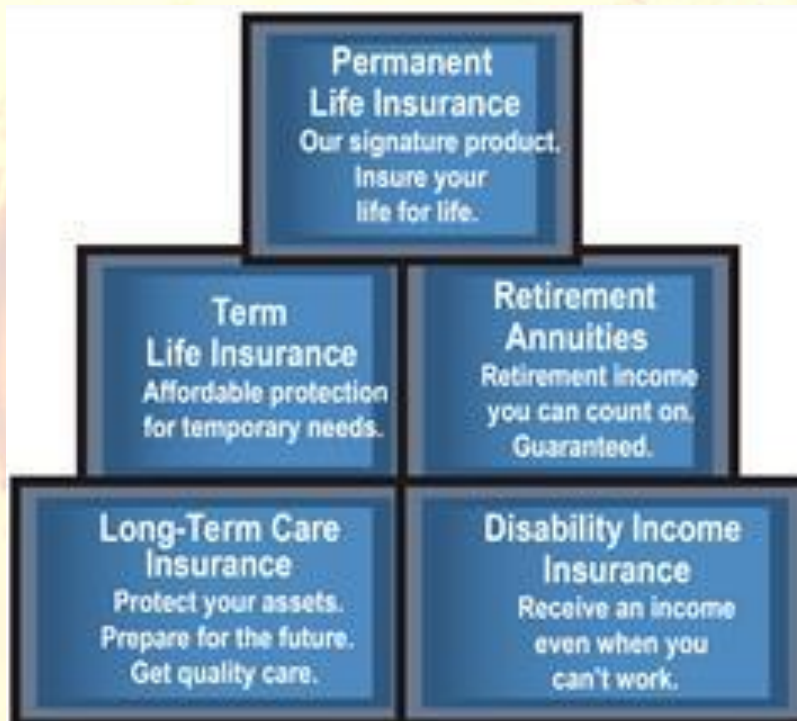 Permanent
Life Insurance
Our signature product.
Insure your
life for life.
Term
Life Insurance
Affordable protection
for temporary needs.
Retirement
Annuities
Retirement income
you can count on.
Guaranteed.
Long-Term Care
Insurance
Protect your assets.
Prepare for the future.
Get quality care.
Disability Income
Insurance
Receive an income
even when you
can't work.